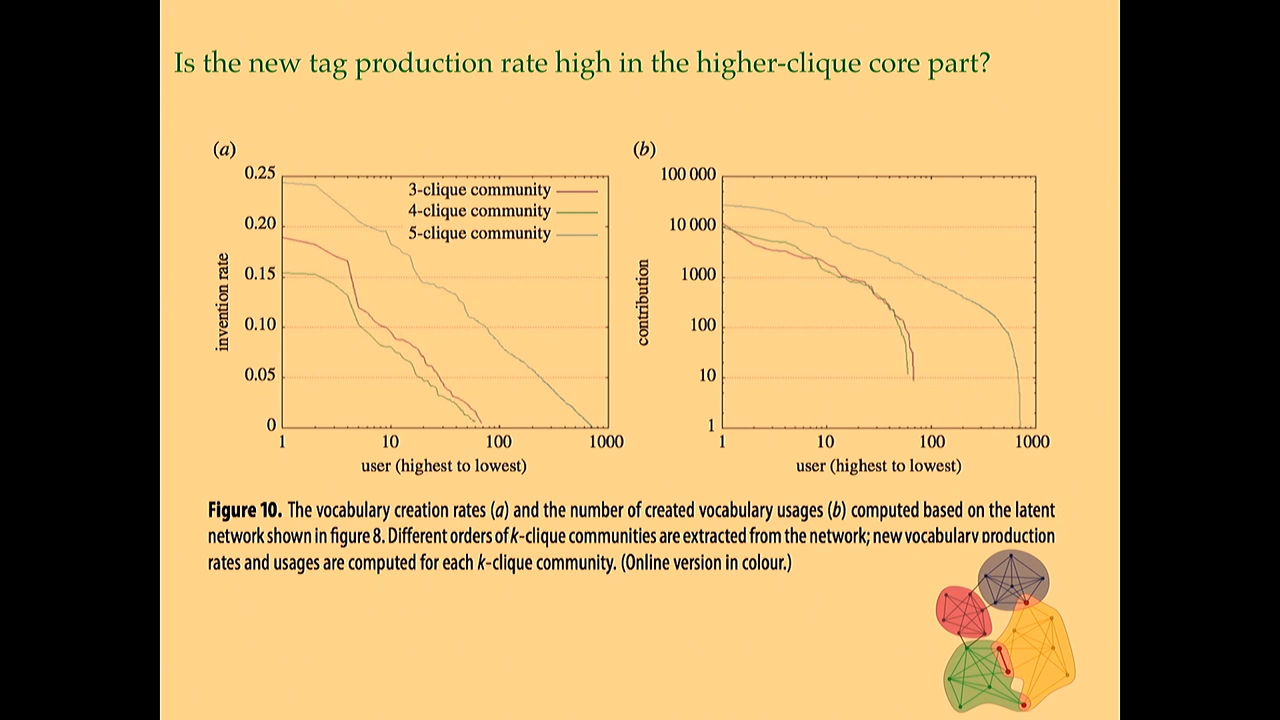 Is the new tag production rate high in the higher-clique core part?
(a)
0.25
0.20
0.15
0.10
0.05
0
invention rate
3-clique community
4-clique community
5-clique community
1 10 100 1000
user (highest to lowest)
(b)
100 000
10 000
1000
100
10
1
contribution
1 10 100 1000
user (highest to lowest)
Figure 10. The vocabulary creation rates (a) and the number of created vocabulary usages (b) computed based on the latent
network shown in figure 8. Different orders of k-clique communities are extracted from the network; new vocabulary production
rates and usages are computed for each k-clique community. (Online version in colour.)